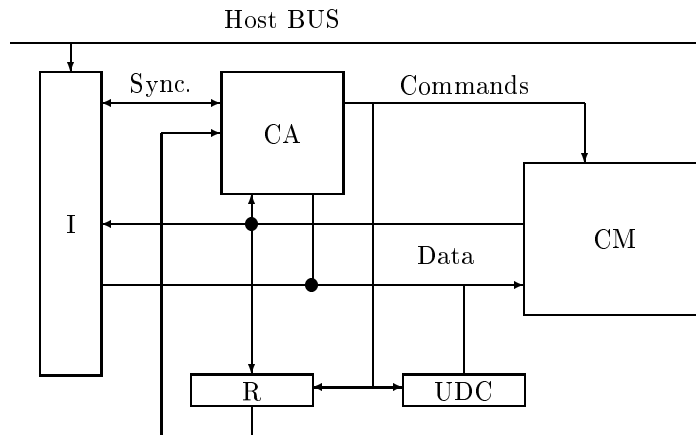 Host BUS
Sync.
Commands
CA
I
CM
Data
R
UDC